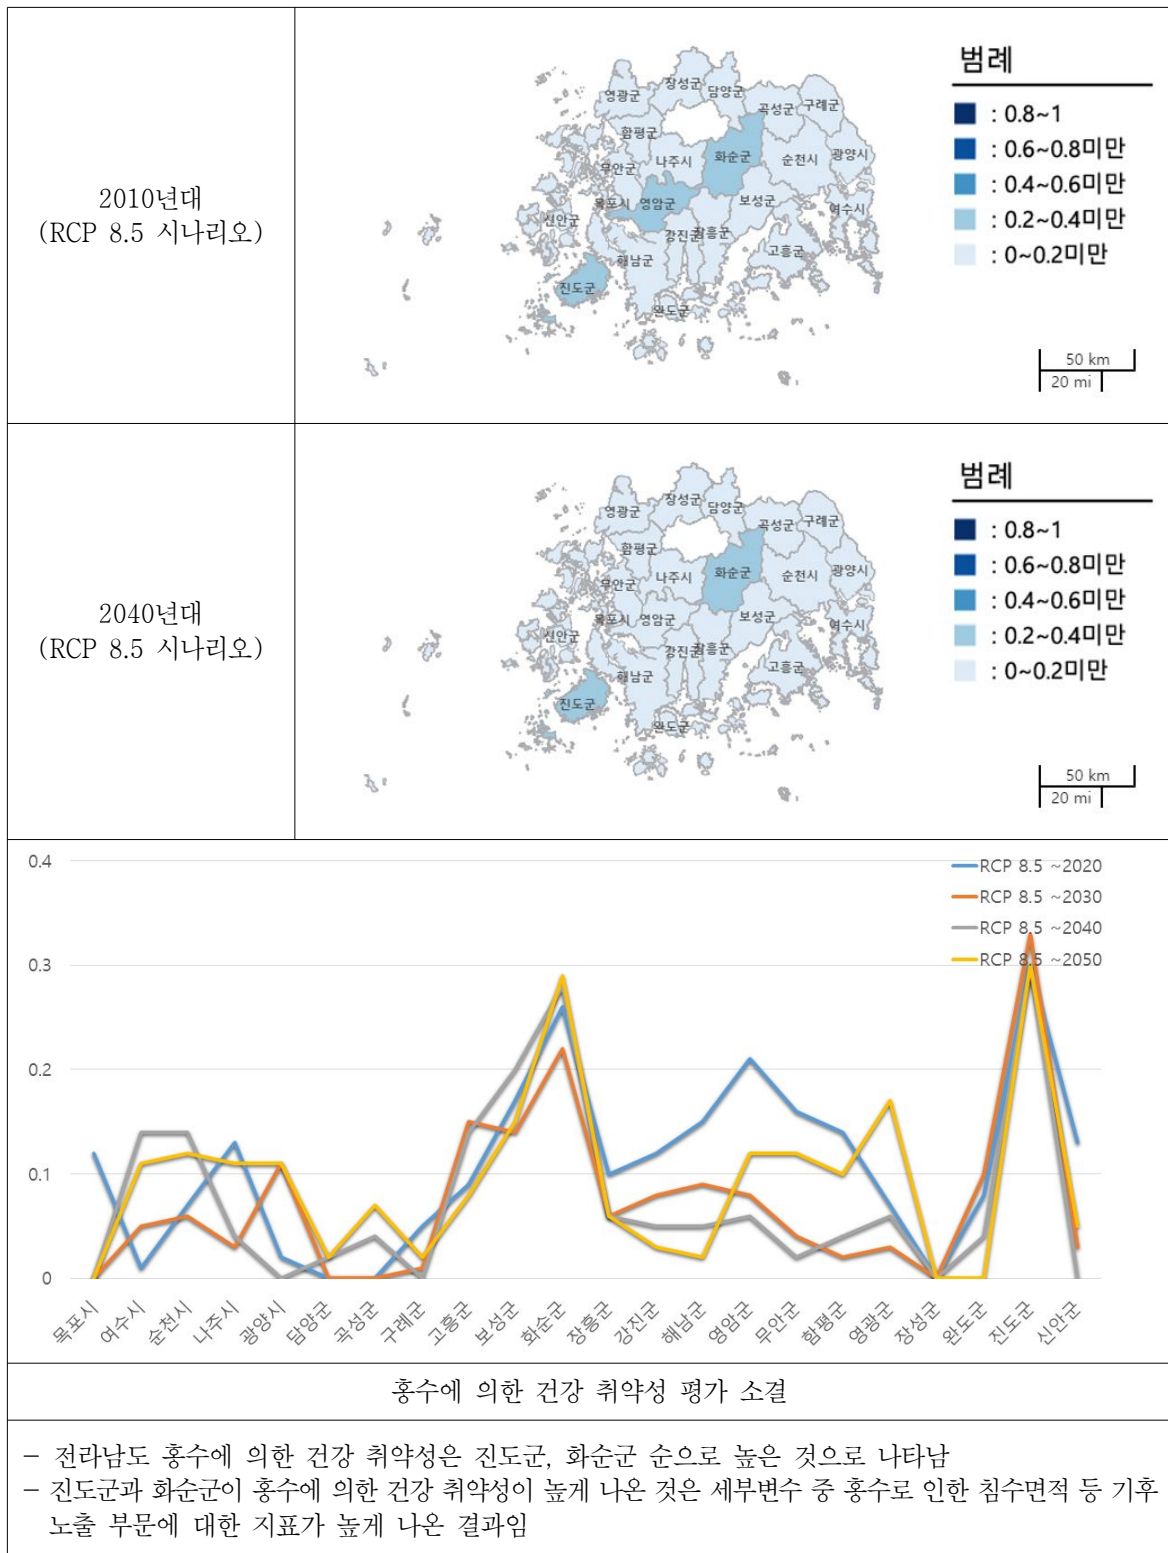 2010년대
(RCP 8.5 시나리오)
영광군
장성군
담양군
곡성군
구례군
함평군
나주시
화순군
순천시
광양시
무안군
목포시
영암군
보성군
여수시
신안군
강진군
장흥군
고흥군
해남군
진도군
완도군
범례
: 0.8~1
: 0.6~0.8미만
: 0.4~0.6미만
: 0.2~0.4미만
: 0~0.2미만
50 km
20 mi
2040년대
(RCP 8.5 시나리오)
영광군
장성군
담양군
곡성군
구례군
함평군
나주시
화순군
순천시
광양시
무안군
목포시
영암군
보성군
여수시
신안군
강진군
장흥군
고흥군
해남군
진도군
완도군
범례
: 0.8~1
: 0.6~0.8미만
: 0.4~0.6미만
: 0.2~0.4미만
: 0~0.2미만
50 km
20 mi
0.4
0.3
0.2
0.1
0
RCP 8.5 ~2020
RCP 8.5 ~2030
RCP 8.5 ~2040
RCP 8.5 ~2050
목포시
여수시
순천시
나주시
광양시
담양군
곡성군
구례군
고흥군
보성군
화순군
장흥군
강진군
해남군
영암군
무안군
함평군
영광군
장성군
완도군
진도군
신안군
홍수에 의한 건강 취약성 평가 소결
- 전라남도 홍수에 의한 건강 취약성은 진도군, 화순군 순으로 높은 것으로 나타남
- 진도군과 화순군이 홍수에 의한 건강 취약성이 높게 나온 것은 세부변수 중 홍수로 인한 침수면적 등 기후
노출 부문에 대한 지표가 높게 나온 결과임